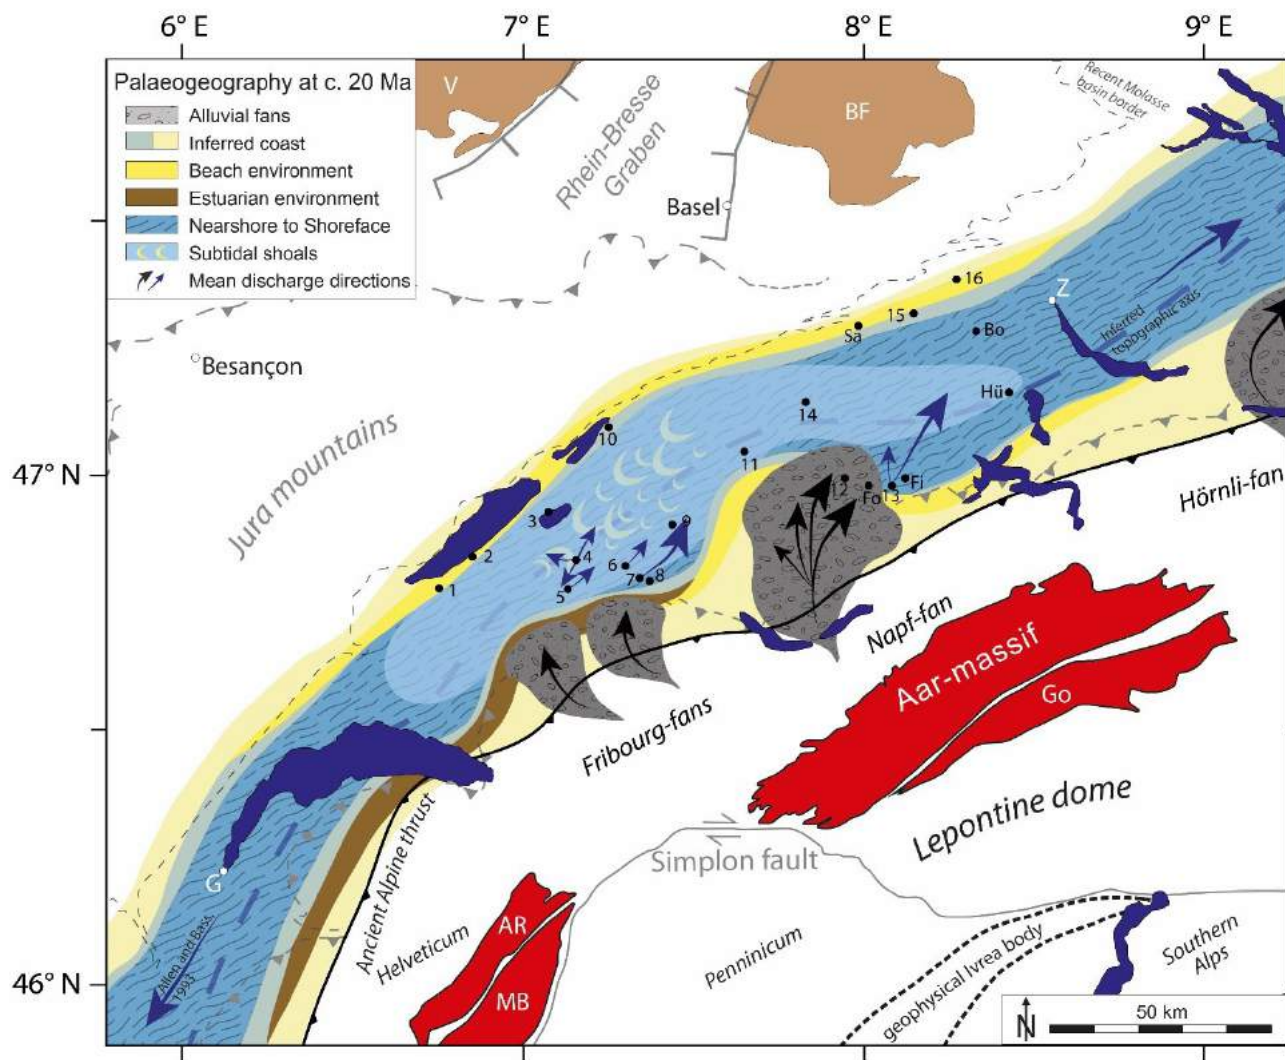 6° E
7° E
8° E
9° E
Palaeogeography at c. 20 Ma
Alluvial fans
Inferred coast
Beach environment
Estuarian environment
Nearshore to Shoreface
Subtidal shoals
Mean discharge directions
V
BF
Recent Molasse
basin border
Rhein-Bresse
Graben
Basel
Besançon
Jura mountains
47° N
46° N
16
15
Sa
Bo
Z
Inferred
topographic axis
Hü
14
10
11
12
Fo
13
Fi
3
9
2
4
6
7
8
5
1
Hörnli-fan
Napf-fan
Fribourg-fans
Aar-massif
Go
Lepontine dome
Simplon fault
G
Allen and Bass
1993
Ancient Alpine thrust
Helveticum
AR
MB
Penninicum
geophysical Ivrea body
Southern
Alps
N
50 km